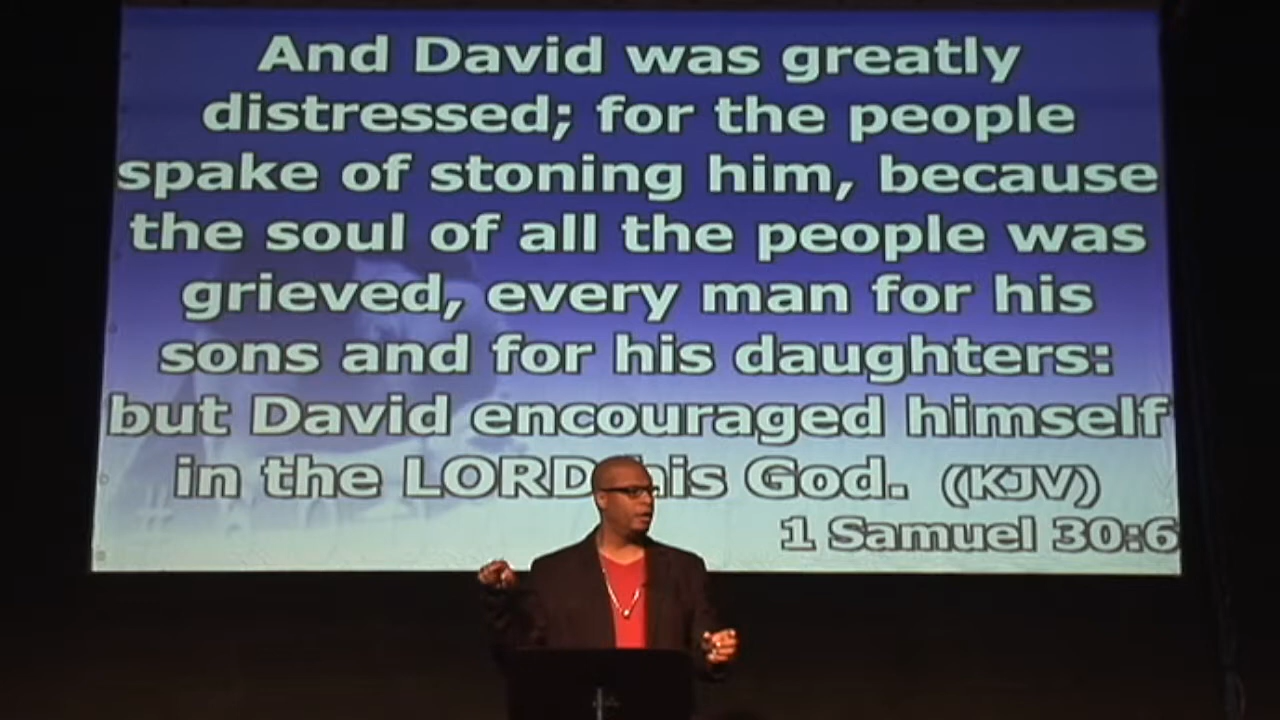 And David was greatly
distressed; for the people
spake of stoning him, because
the soul of all the people was
grieved, every man for his
sons and for his daughters:
but David encouraged himself
in the LORD his God. (KJV)
1 Samuel 30:6